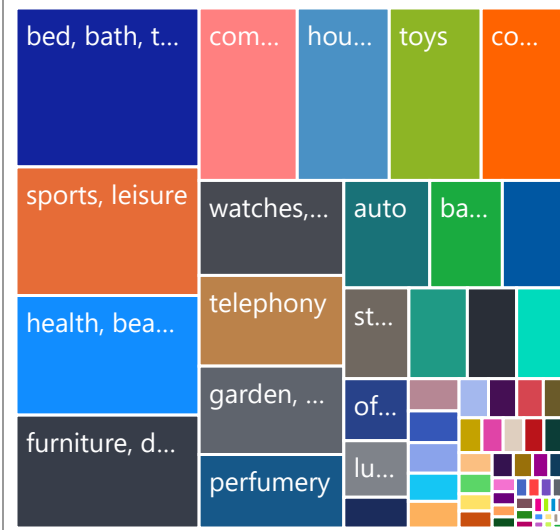 bed, bath, t...
com...
hou...
toys
co...
sports, leisure
watches,...
auto
ba...
health, bea...
telephony
st...
garden, ...
of...
furniture, d...
lu...
perfumery